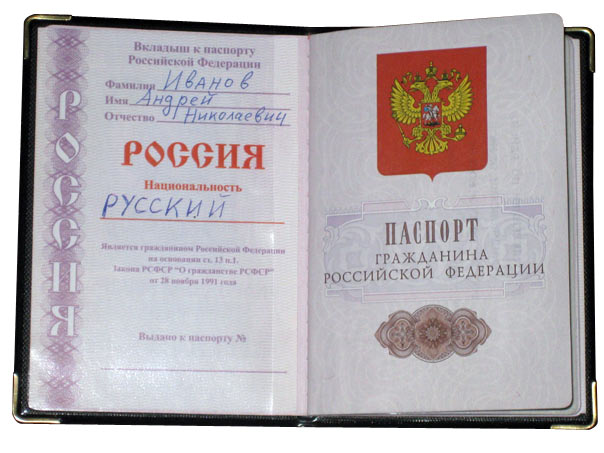 РОССИЯ
Вкладыш к паспорту
Российской Федерации
Фамилия Иванов
Имя Андрей
Отчество Николаевич
РОССИЯ
Национальность
РУССКИЙ
Является гражданином Российской Федерации
на основании ст. 13 п.1.
Закона РСФСР "О гражданстве РСФСР"
от 28 ноября 1991 года
Выдано к паспорту №
ПАСПОРТ
ГРАЖДАНИНА
РОССИЙСКОЙ ФЕДЕРАЦИИ